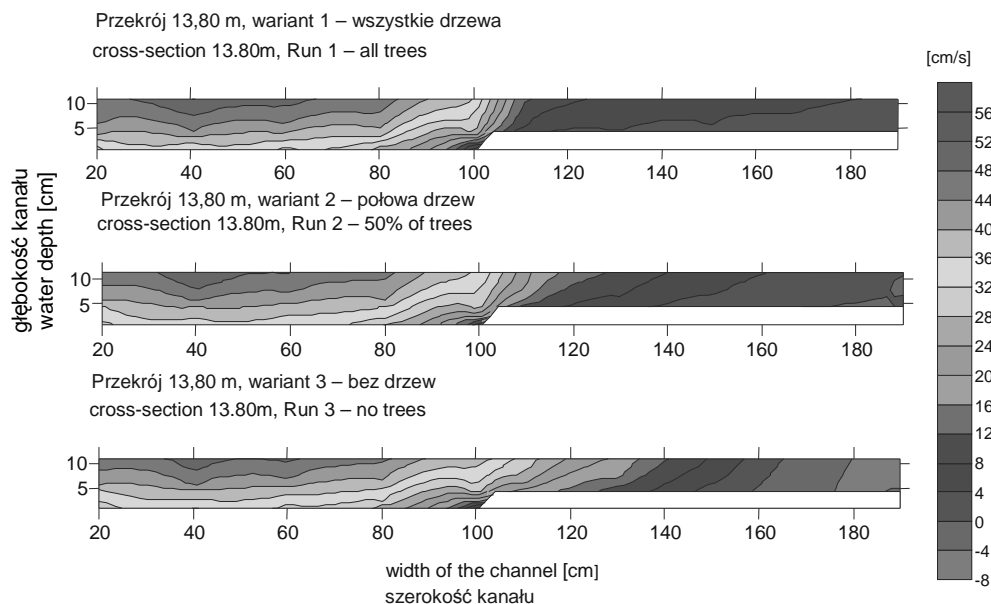 Przekrój 13,80 m, wariant 1 – wszystkie drzewa
cross-section 13.80m, Run 1 – all trees
[cm/s]
10
5
20 40 60 80 100 120 140 160 180
Przekrój 13,80 m, wariant 2 – połowa drzew
cross-section 13.80m, Run 2 – 50% of trees
głębokość kanału
water depth [cm]
10
5
20 40 60 80 100 120 140 160 180
Przekrój 13,80 m, wariant 3 – bez drzew
cross-section 13.80m, Run 3 – no trees
10
5
20 40 60 80 100 120 140 160 180
width of the channel [cm]
szerokość kanału
56
52
48
44
40
36
32
28
24
20
16
12
8
4
0
-4
-8